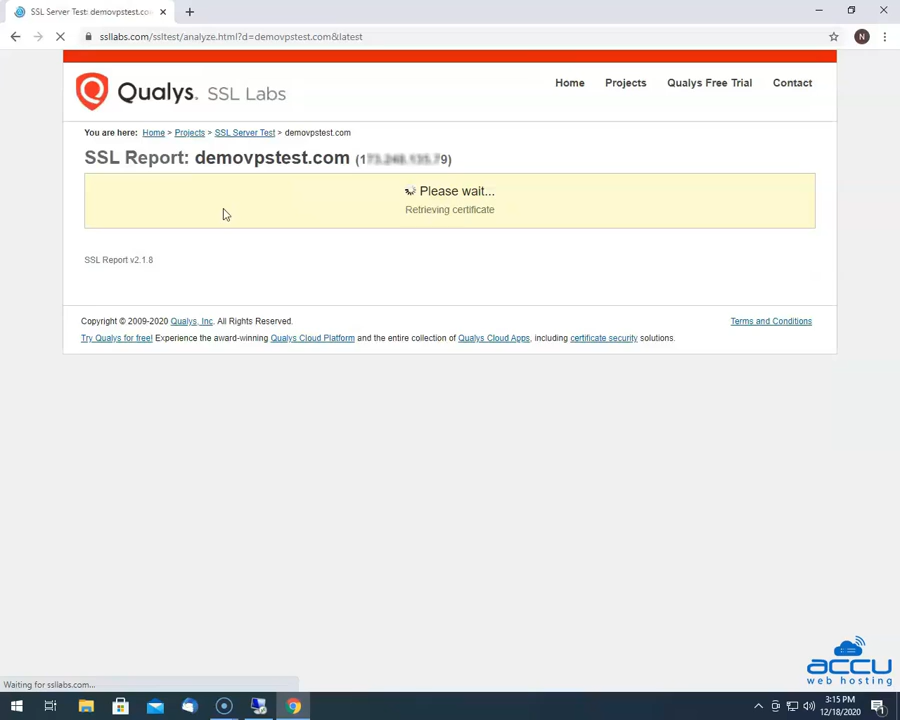 SSL Server Test: demovpstest.co
ssllabs.com/ssltest/analyze.html?d=demovpstest.com&latest
N
Qualys. SSL Labs
Home Projects Qualys Free Trial Contact
You are here: Home > Projects > SSL Server Test > demovpstest.com
SSL Report: demovpstest.com
Please wait...
Retrieving certificate
SSL Report v2.1.8
Copyright © 2009-2020 Qualys, Inc. All Rights Reserved.
Terms and Conditions
Try Qualys for free! Experience the award-winning Qualys Cloud Platform and the entire collection of Qualys Cloud Apps, including certificate security solutions.
accu
web hosting
Waiting for ssllabs.com...
3:15 PM
12/18/2020
1